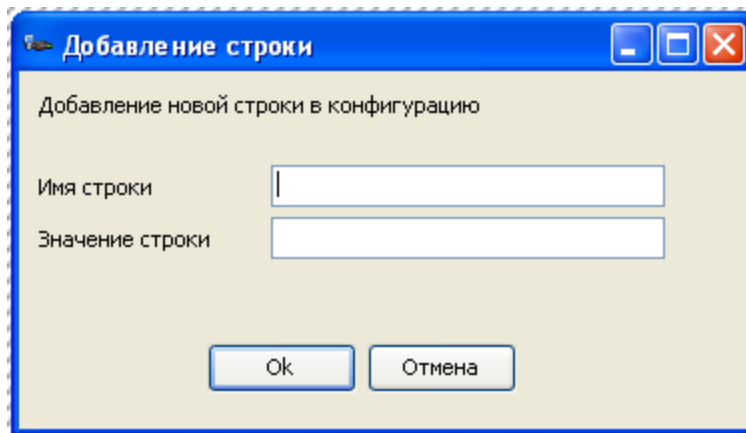 Добавление строки
Добавление новой строки в конфигурацию
Имя строки
Значение строки
Ok Отмена